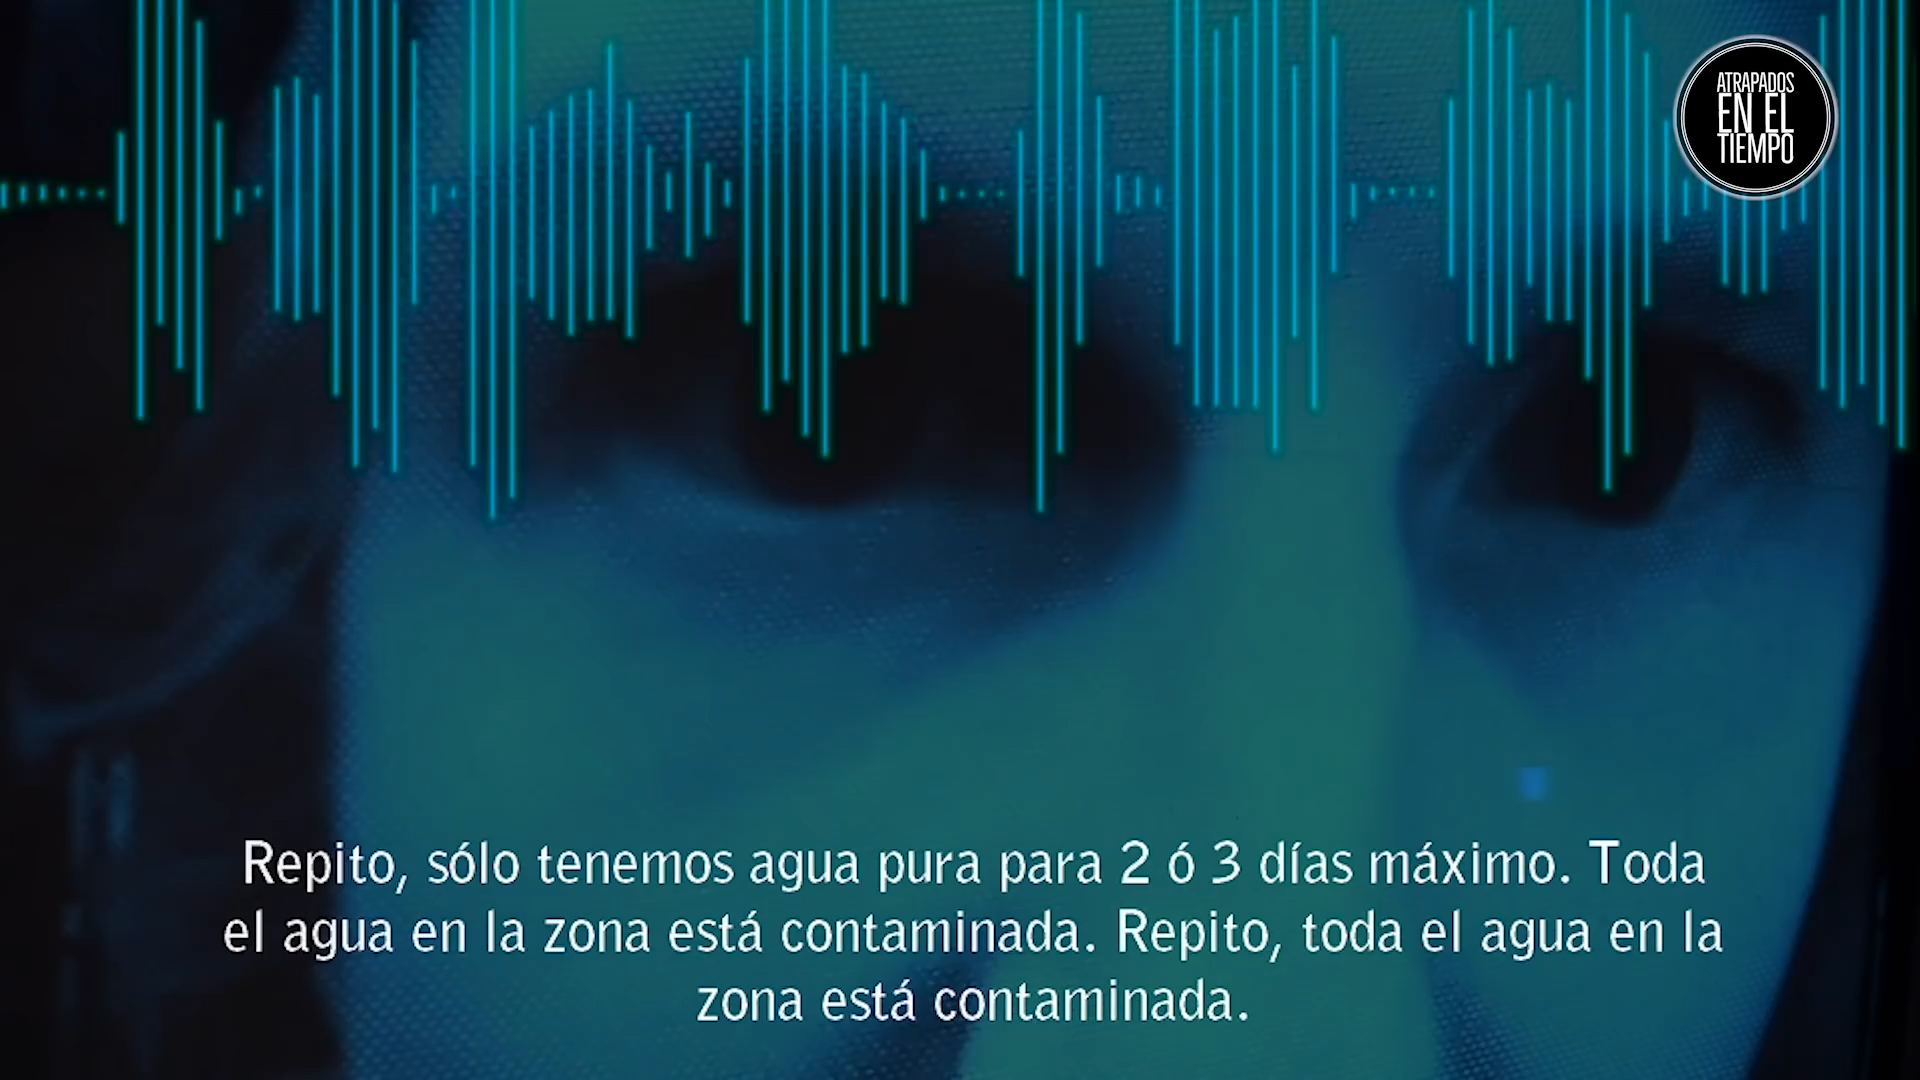 ATRAPADOS
EN EL
TIEMPO
Repito, sólo tenemos agua pura para 2 ó 3 días máximo. Toda
el agua en la zona está contaminada. Repito, toda el agua en la
zona está contaminada.